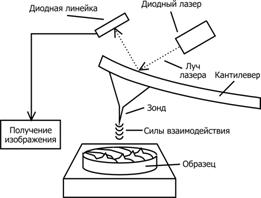 Диодная линейка
Диодный лазер
Луч
лазера
Кантилевер
Зонд
Получение
изображения
Силы взаимодействия
Образец